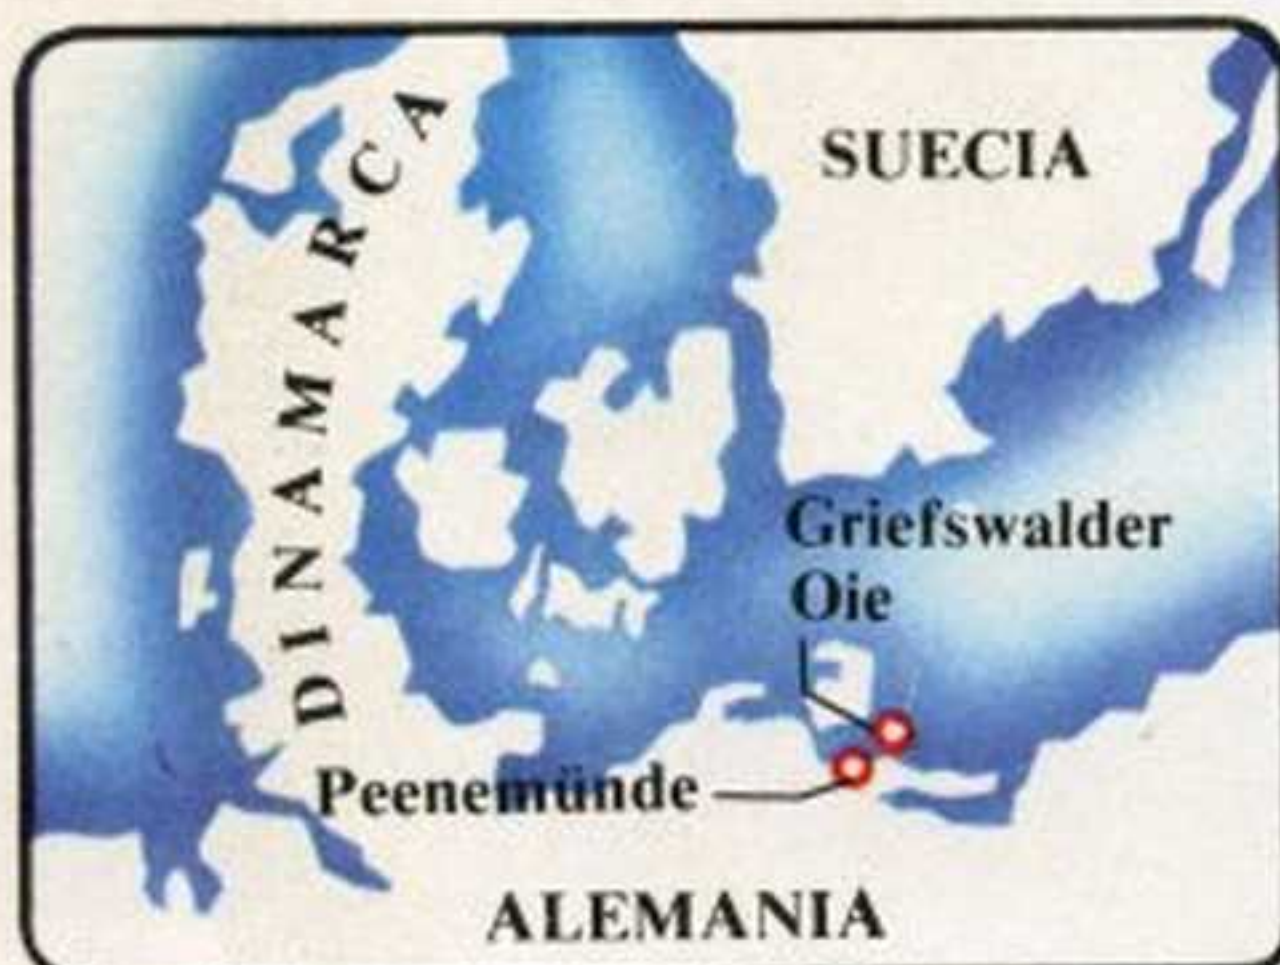 DINAMARCA
SUECIA
Griefswalder
Oie
Peenemünde
ALEMANIA